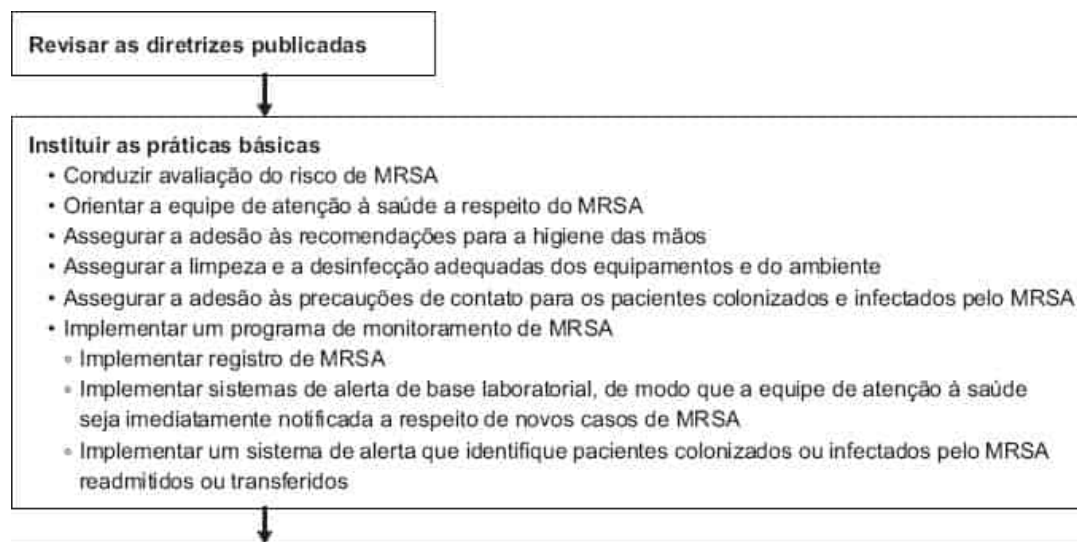 Revisar as diretrizes publicadas
Instituir as práticas básicas
• Conduzir avaliação do risco de MRSA
• Orientar a equipe de atenção à saúde a respeito do MRSA
• Assegurar a adesão às recomendações para a higiene das mãos
• Assegurar a limpeza e a desinfecção adequadas dos equipamentos e do ambiente
• Assegurar a adesão às precauções de contato para os pacientes colonizados e infectados pelo MRSA
• Implementar um programa de monitoramento de MRSA
◦ Implementar registro de MRSA
◦ Implementar sistemas de alerta de base laboratorial, de modo que a equipe de atenção à saúde
seja imediatamente notificada a respeito de novos casos de MRSA
◦ Implementar um sistema de alerta que identifique pacientes colonizados ou infectados pelo MRSA
readmitidos ou transferidos